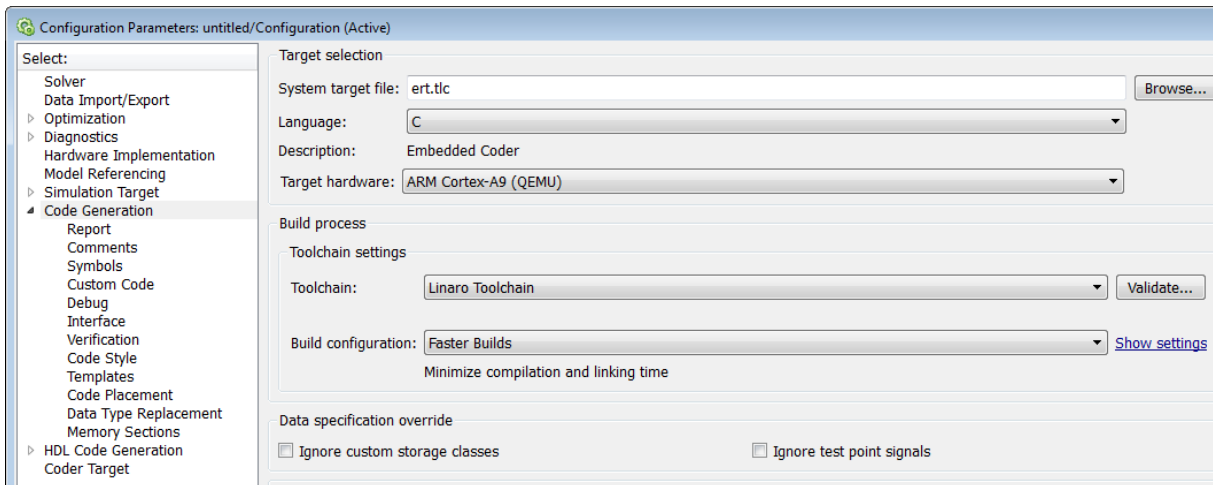 Configuration Parameters: untitled/Configuration (Active)
Select:
Solver
Data Import/Export
Optimization
Diagnostics
Hardware Implementation
Model Referencing
Simulation Target
Code Generation
Report
Comments
Symbols
Custom Code
Debug
Interface
Verification
Code Style
Templates
Code Placement
Data Type Replacement
Memory Sections
HDL Code Generation
Coder Target
Target selection
System target file: ert.tlc Browse...
Language: C
Description: Embedded Coder
Target hardware: ARM Cortex-A9 (QEMU)
Build process
Toolchain settings
Toolchain: Linaro Toolchain Validate...
Build configuration: Faster Builds Show settings
Minimize compilation and linking time
Data specification override
Ignore custom storage classes Ignore test point signals